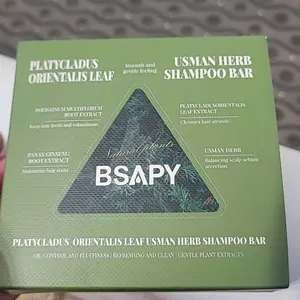 PLATYCLADUS
ORIENTALIS LEAF
Smooth and
gentle feeling
USMAN HERB
SHAMPOO BAR
POLYGONUM MULTIFLORUM
ROOT EXTRACT
Keep hair fresh and voluminous
PLATYCLADUS ORIENTALIS
LEAF EXTRACT
Cleanses hair strands
PANAX GINSENG
ROOT EXTRACT
Moisturizes hair roots
Natural plants
BSAPY
USMAN HERB
Balancing scalp sebum
secretion
PLATYCLADUS ORIENTALIS LEAF USMAN HERB SHAMPOO BAR
OIL CONTROL AND FLUFFINESS | REFRESHING AND CLEAN | GENTLE PLANT EXTRACTS